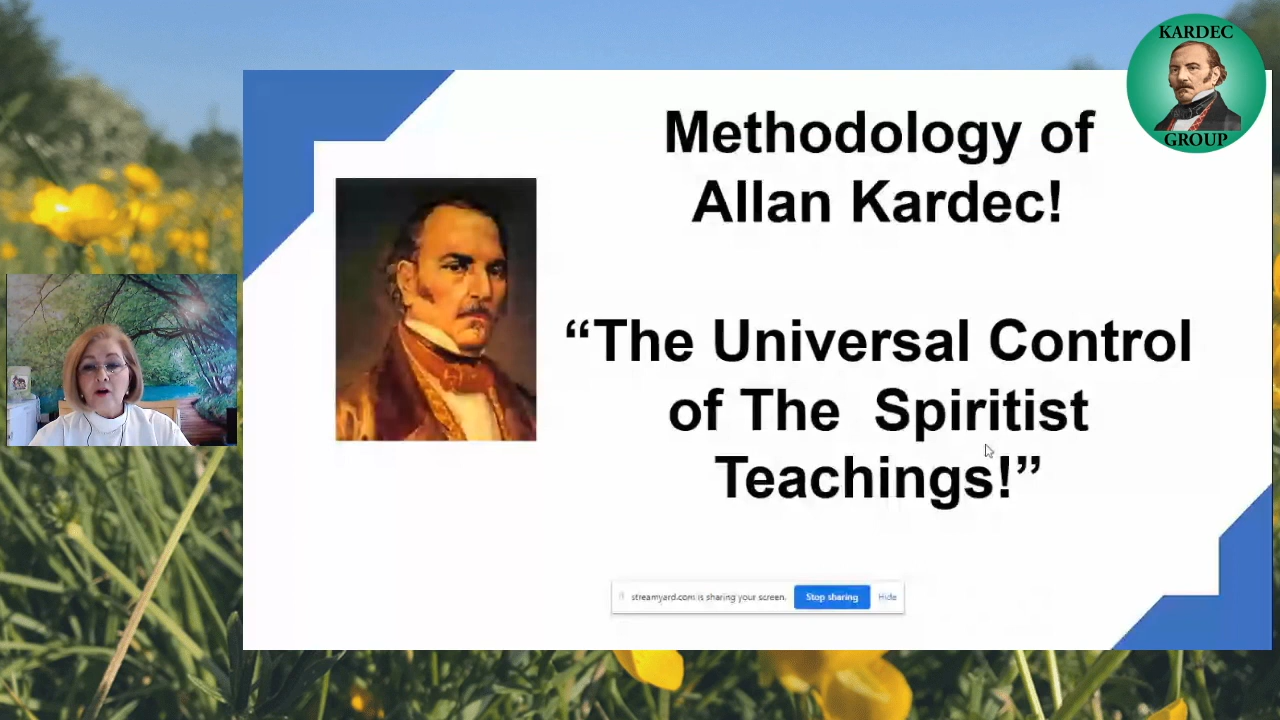 KARDEC
GROUP
Methodology of
Allan Kardec!
“The Universal Control
of The  Spiritist
Teachings!”
streamyard.com is sharing your screen. Stop sharing Hide